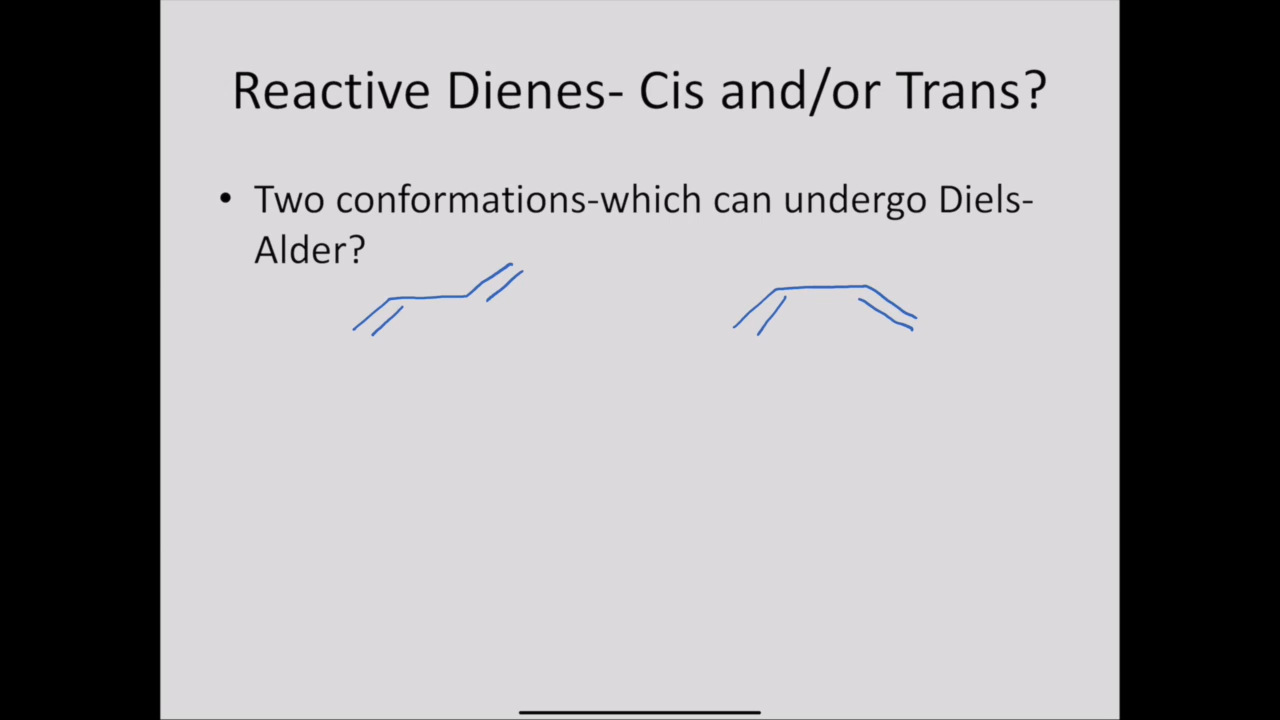 Reactive Dienes- Cis and/or Trans?
• Two conformations-which can undergo Diels-
Alder?